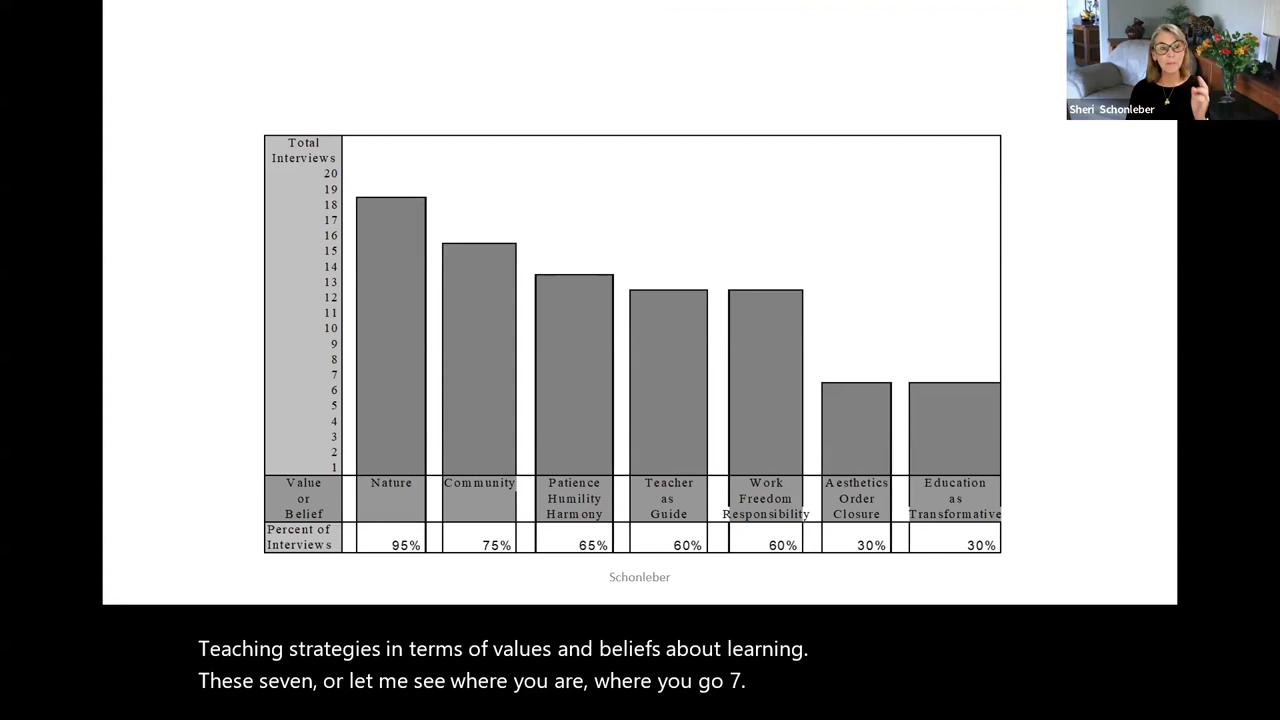 Sheri Schonleber
Total
Interviews
20
19
18
17
16
15
14
13
12
11
10
9
8
7
6
5
4
3
2
1
Value
or
Belief
Nature
Community
Patience
Humility
Harmony
Teacher
as
Guide
Work
Freedom
Responsibility
Aesthetics
Order
Closure
Education
as
Transformative
Percent of
Interviews
95%
75%
65%
60%
60%
30%
30%
Schonleber
Teaching strategies in terms of values and beliefs about learning.
These seven, or let me see where you are, where you go 7.